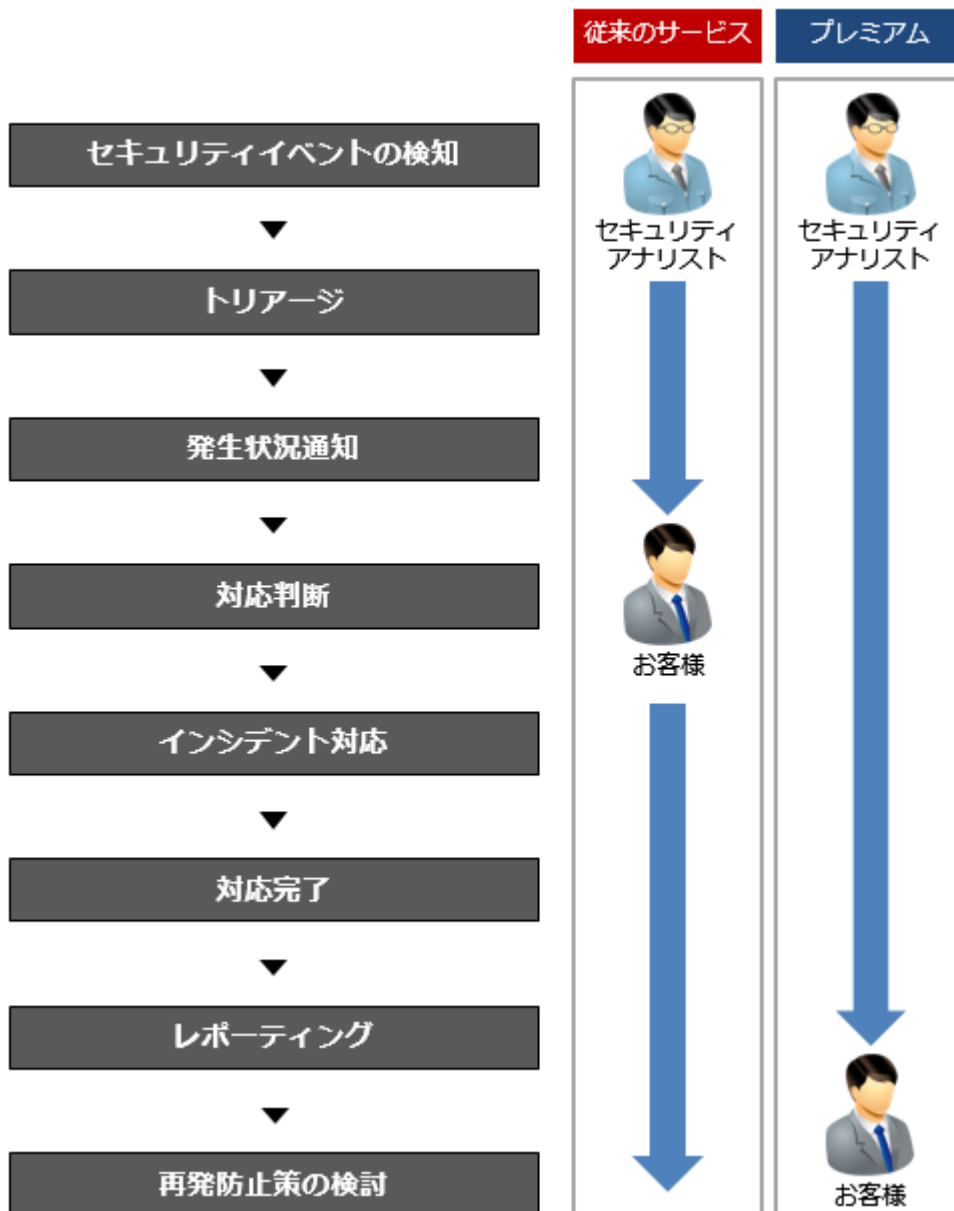 従来のサービス
プレミアム
セキュリティイベントの検知
トリアージ
発生状況通知
対応判断
インシデント対応
対応完了
レポーティング
再発防止策の検討
セキュリティ
アナリスト
お客様
セキュリティ
アナリスト
お客様